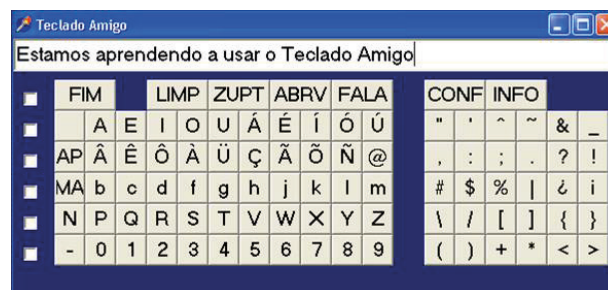 Teclado Amigo
Estamos aprendendo a usar o Teclado Amigo
FIM LIMP ZUPT ABRV FALA CONF INFO
A E I O U Á É Í Ó Ú " ' ^ ~ & _
AP Â Ê Ô À Ü Ç Ã Õ Ñ @ , : ; . ? !
MA b c d f g h j k l m # $ % | ¿ i
N P Q R S T V W X Y Z \ / [ ] { }
- 0 1 2 3 4 5 6 7 8 9 ( ) + * < >